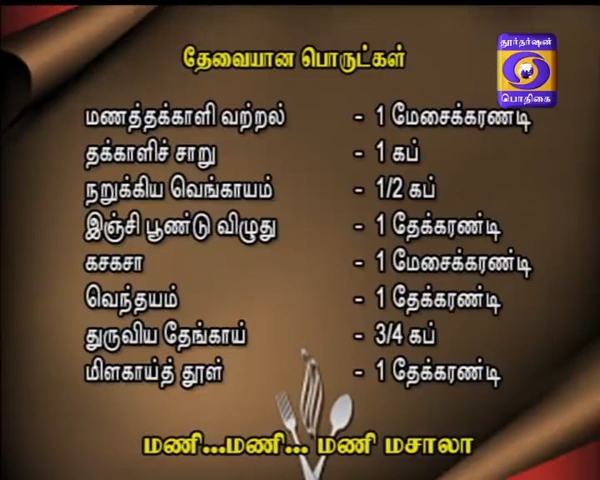 தேவையான பொருட்கள்
தூர்தர்ஷன்
பொதிகை
மணத்தக்காளி வற்றல் - 1 மேசைக்கரண்டி
தக்காளிச் சாறு - 1 கப்
நறுக்கிய வெங்காயம் - 1/2 கப்
இஞ்சி பூண்டு விழுது - 1 தேக்கரண்டி
கசகசா - 1 மேசைக்கரண்டி
வெந்தயம் - 1 தேக்கரண்டி
துருவிய தேங்காய் - 3/4 கப்
மிளகாய்த் தூள் - 1 தேக்கரண்டி
மணி...மணி... மணி மசாலா